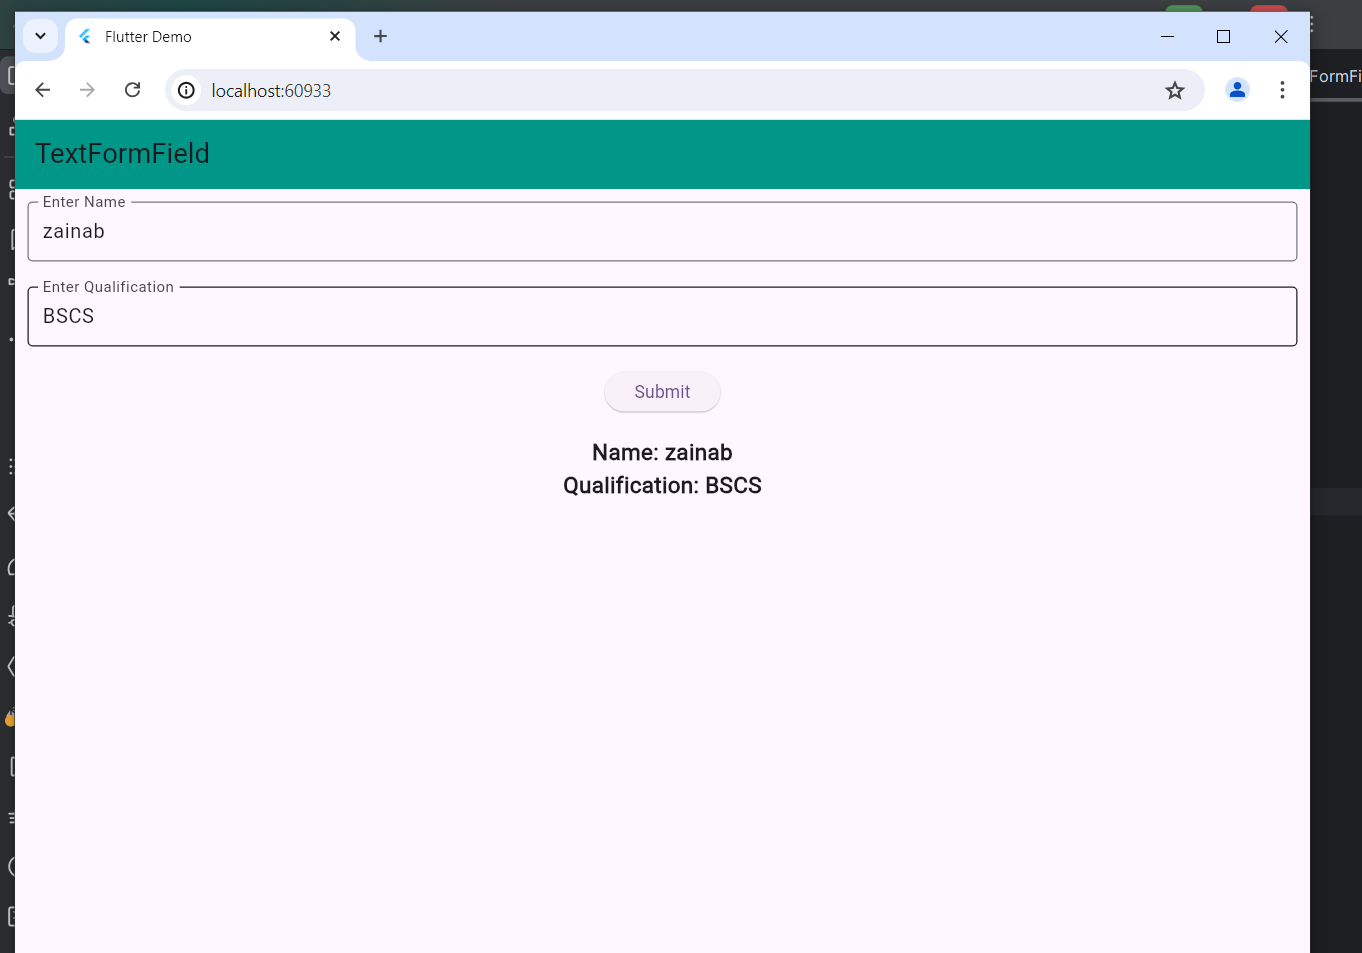 Flutter Demo
localhost:60933
FormFi
TextFormField
Enter Name
zainab
Enter Qualification
BSCS
Submit
Name: zainab
Qualification: BSCS